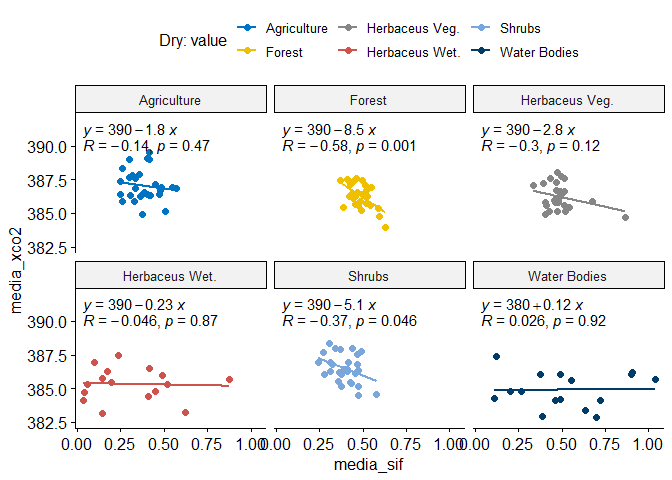 Dry: value
Agriculture Herbaceus Veg. Shrubs
Forest Herbaceus Wet. Water Bodies
Agriculture Forest Herbaceus Veg.
y = 390 − 1.8 x y = 390 − 8.5 x y = 390 − 2.8 x
R = −0.14, p = 0.47 R = −0.58, p = 0.001 R = −0.3, p = 0.12
390.0
387.5
385.0
382.5
Herbaceus Wet. Shrubs Water Bodies
y = 390 − 0.23 x y = 390 − 5.1 x y = 380 + 0.12 x
R = −0.046, p = 0.87 R = −0.37, p = 0.046 R = 0.026, p = 0.92
390.0
387.5
385.0
382.5
media_xco2
0.00 0.25 0.50 0.75 1.00 0.00 0.25 0.50 0.75 1.00 0.00 0.25 0.50 0.75 1.00
media_sif